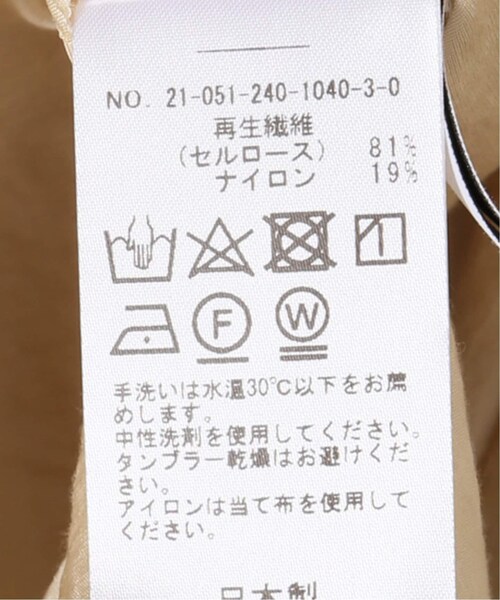 NO. 21-051-240-1040-3-0
再生繊維
(セルロース) 81%
ナイロン 19%
F W
手洗いは水温30℃以下をお薦
めします。
中性洗剤を使用してください。
タンブラー乾燥はお避けくだ
さい。
アイロンは当て布を使用して
ください。
日本製